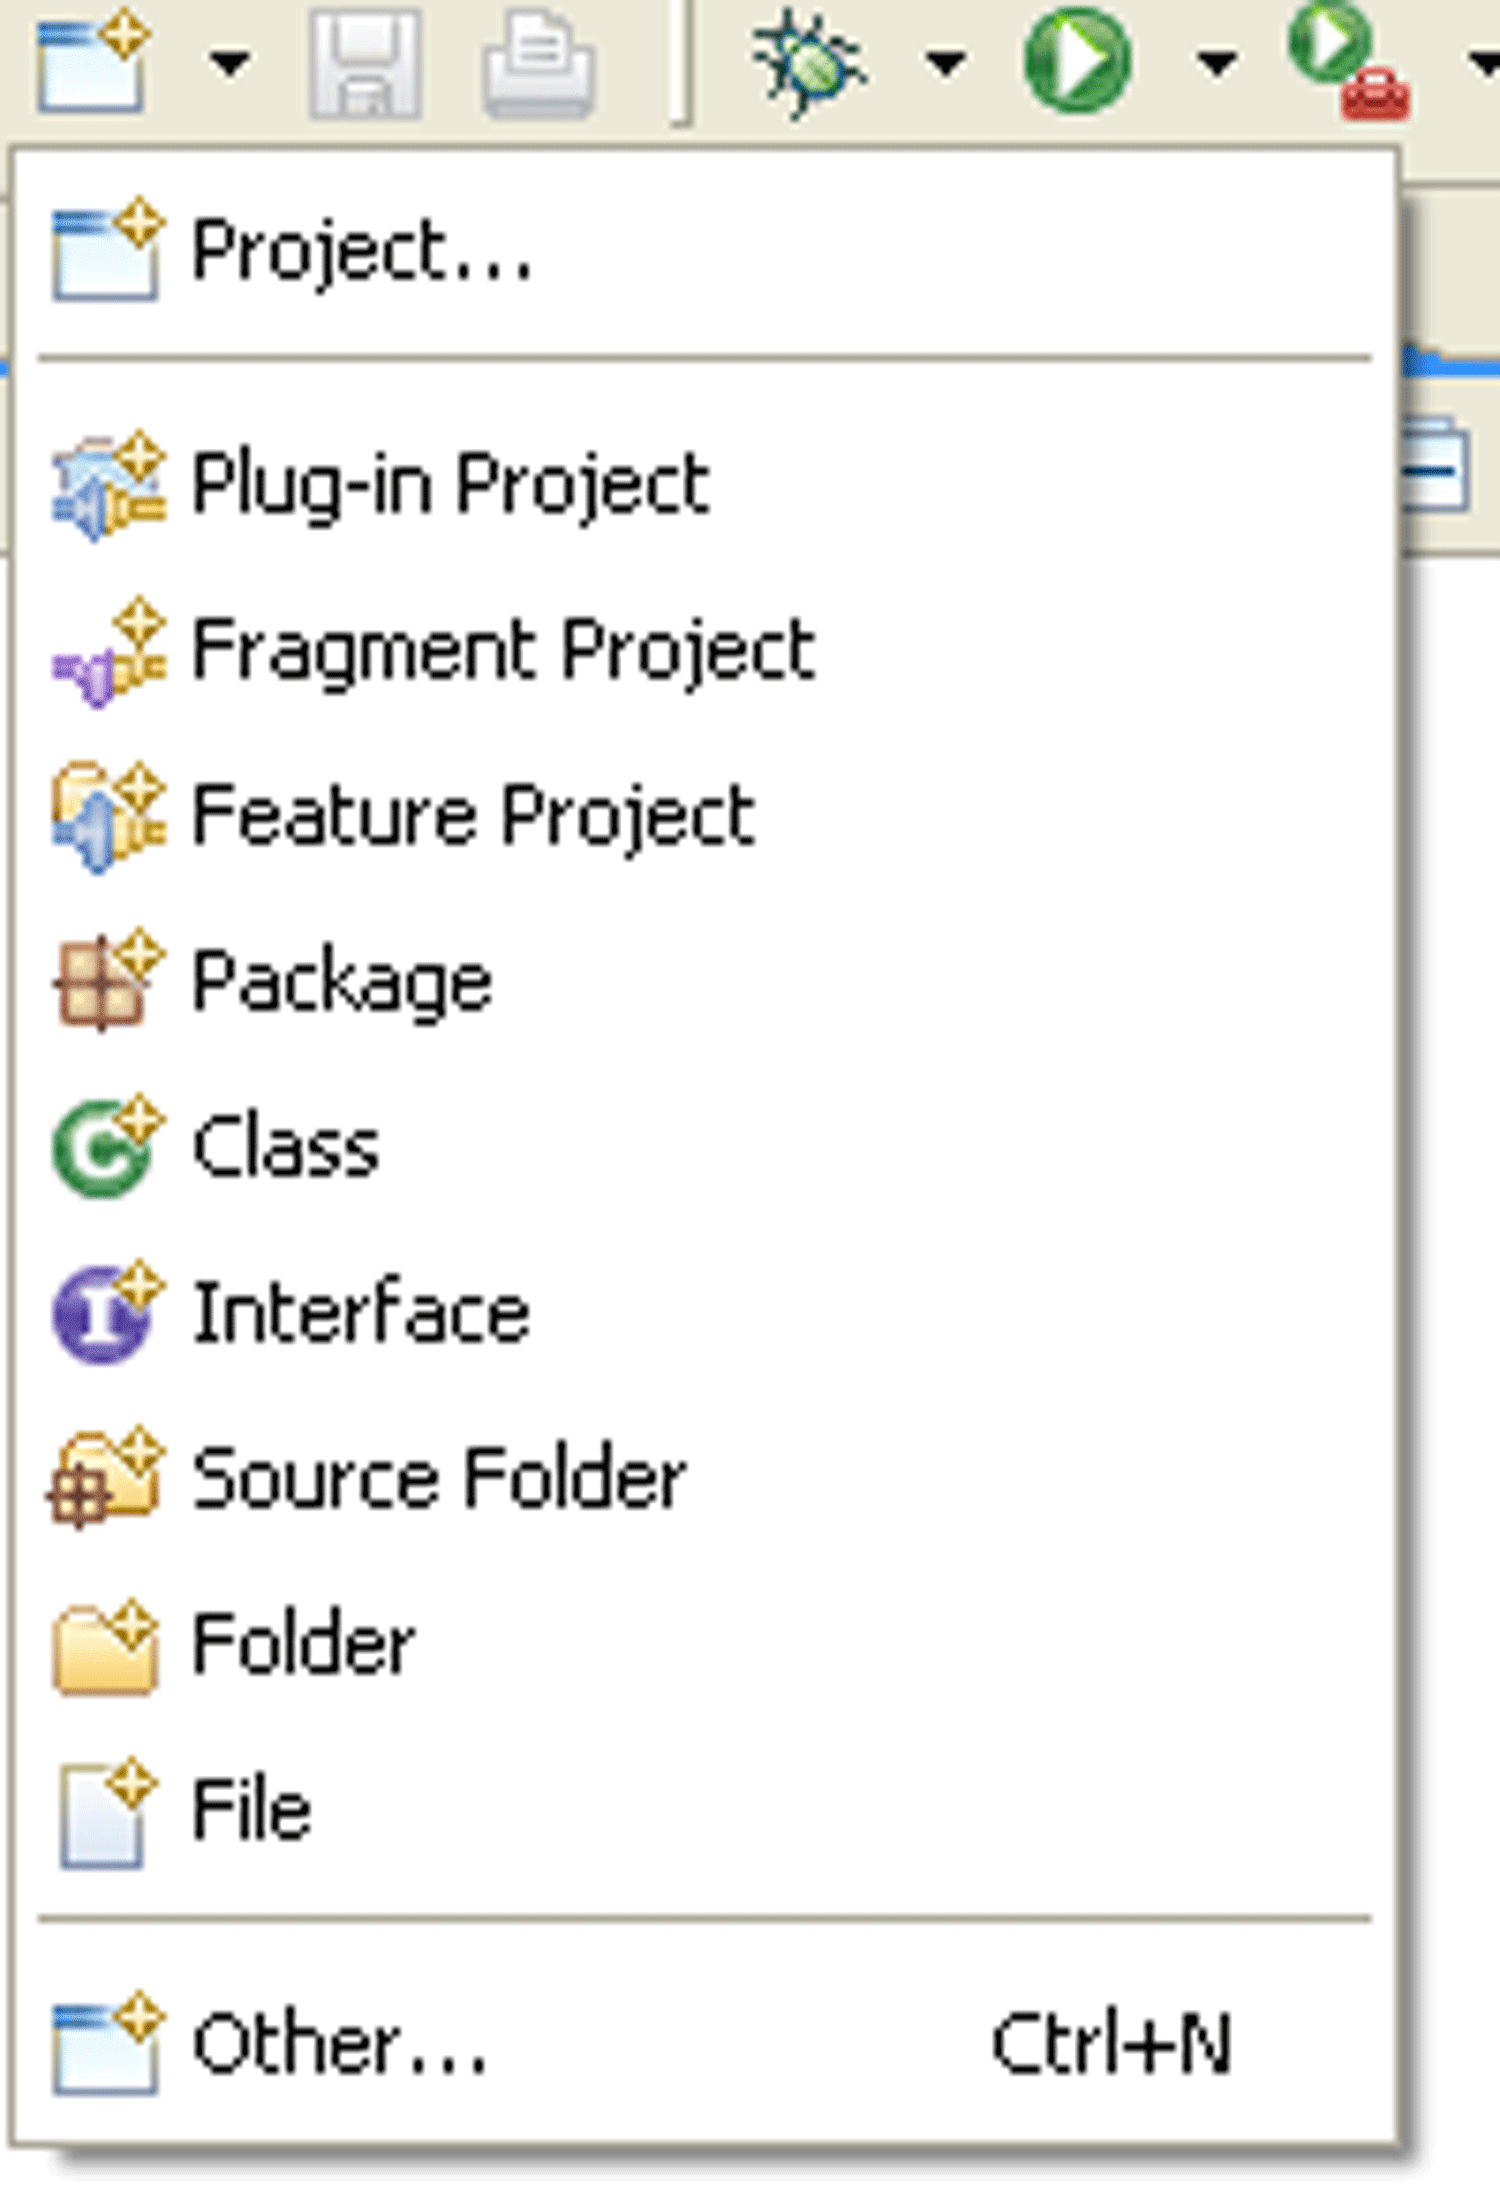 Project...
Plug-in Project
Fragment Project
Feature Project
Package
Class
Interface
Source Folder
Folder
File
Other... Ctrl+N